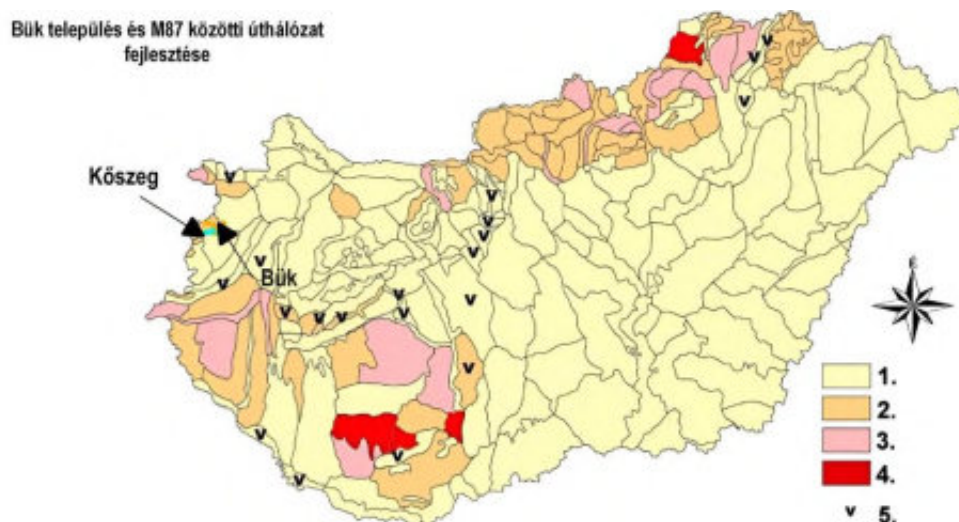 Bük település és M87 közötti úthálózat
fejlesztése
Kőszeg
Bük
É
1.
2.
3.
4.
v 5.